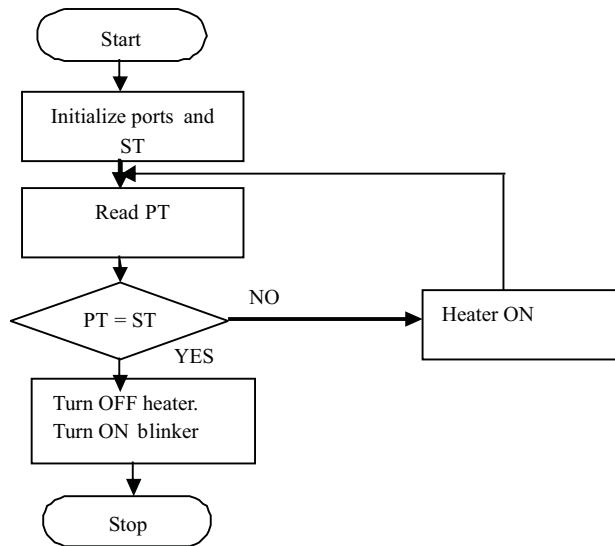 Start
Initialize ports and
ST
Read PT
PT = ST
NO
Heater ON
YES
Turn OFF heater.
Turn ON blinker
Stop